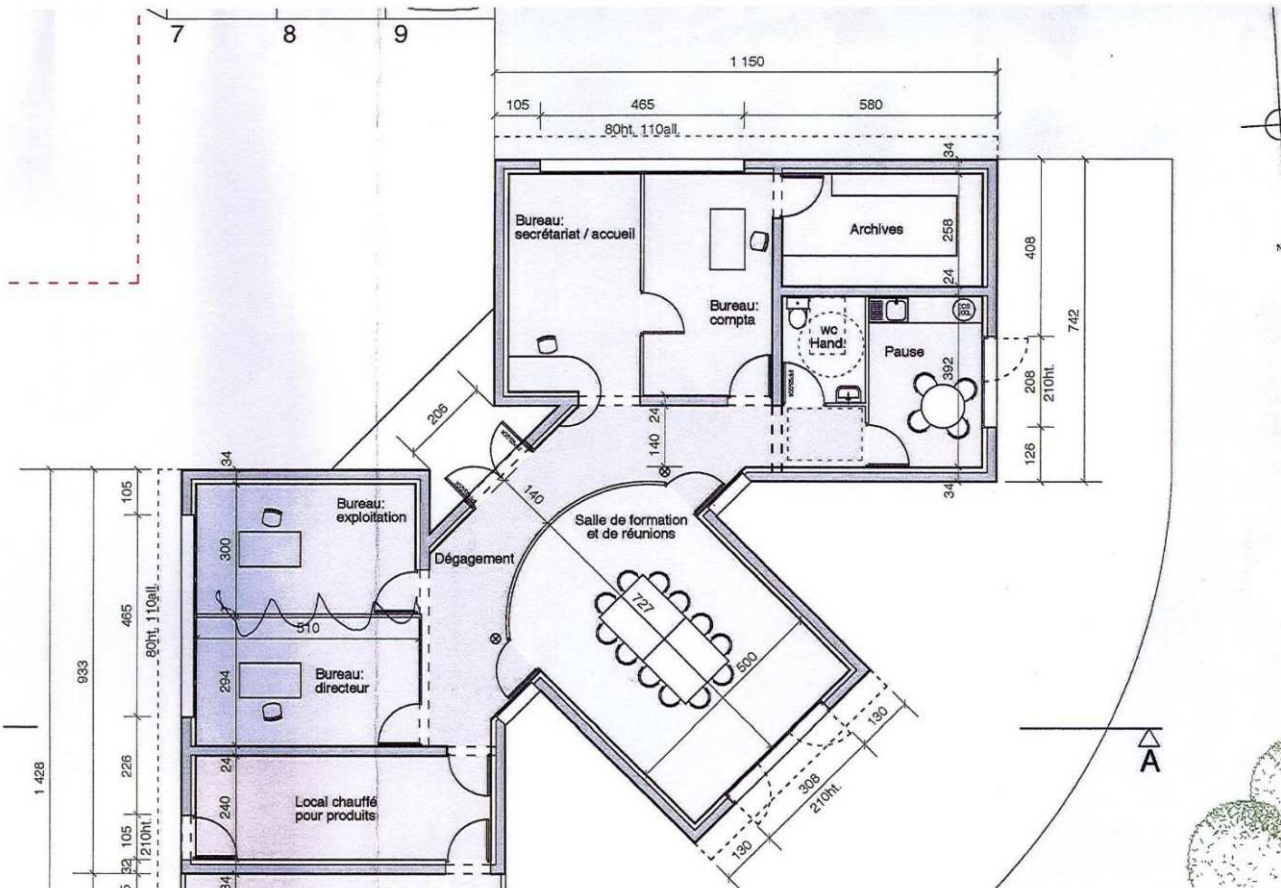 7
8
9
1 150
105
465
580
80ht. 110all.
34
Bureau:
secrétariat / accueil
Archives
258
408
24
Bureau:
compta
wc
Hand.
Pause
392
742
208
210ht.
206
24
140
126
34
34
105
140
Bureau:
exploitation
Salle de formation
et de réunions
Dégagement
300
465
80ht. 110all.
727
510
933
500
Bureau:
directeur
294
130
A
226
24
308
210ht.
1 428
240
Local chauffé
pour produits
105
210ht.
130
32
34